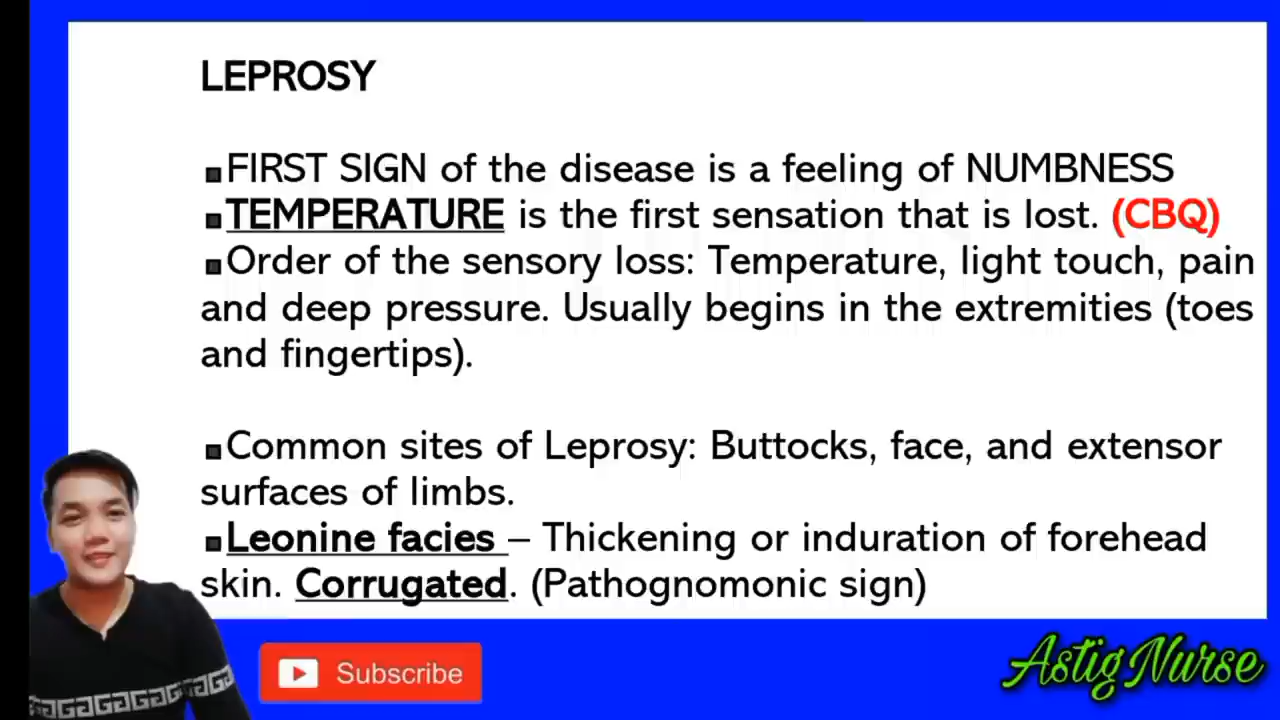 LEPROSY
▪FIRST SIGN of the disease is a feeling of NUMBNESS
▪TEMPERATURE is the first sensation that is lost. (CBQ)
▪Order of the sensory loss: Temperature, light touch, pain
and deep pressure. Usually begins in the extremities (toes
and fingertips).
▪Common sites of Leprosy: Buttocks, face, and extensor
surfaces of limbs.
▪Leonine facies – Thickening or induration of forehead
skin. Corrugated. (Pathognomonic sign)
Subscribe
Astig Nurse